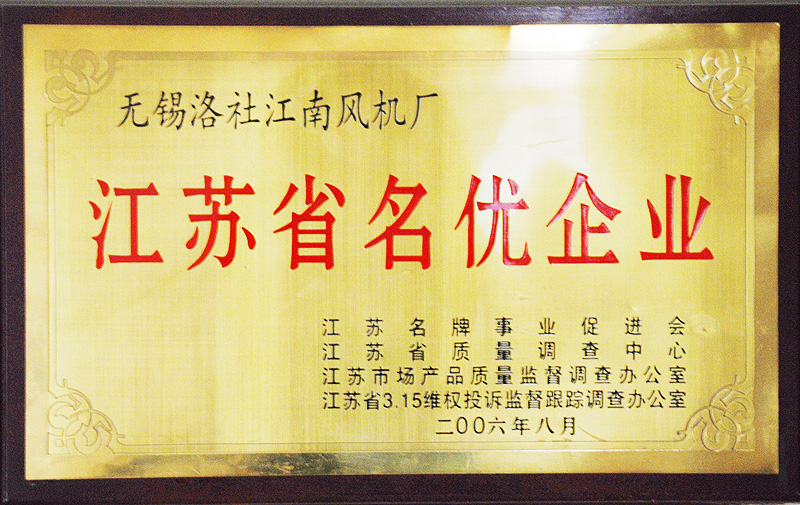 无锡洛社江南风机厂
江苏省名优企业
江苏名牌事业促进会
江苏省质量调查中心
江苏市场产品质量监督调查办公室
江苏省3.15维权投诉监督跟踪调查办公室
二00六年八月